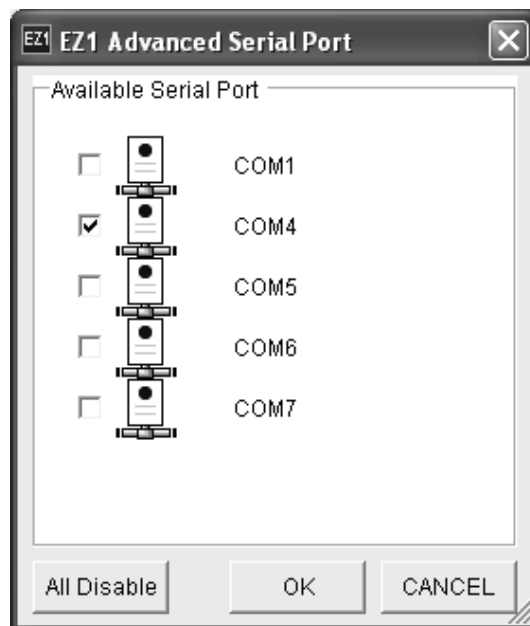 EZ1 EZ1 Advanced Serial Port
Available Serial Port
COM1
COM4
COM5
COM6
COM7
All Disable OK CANCEL